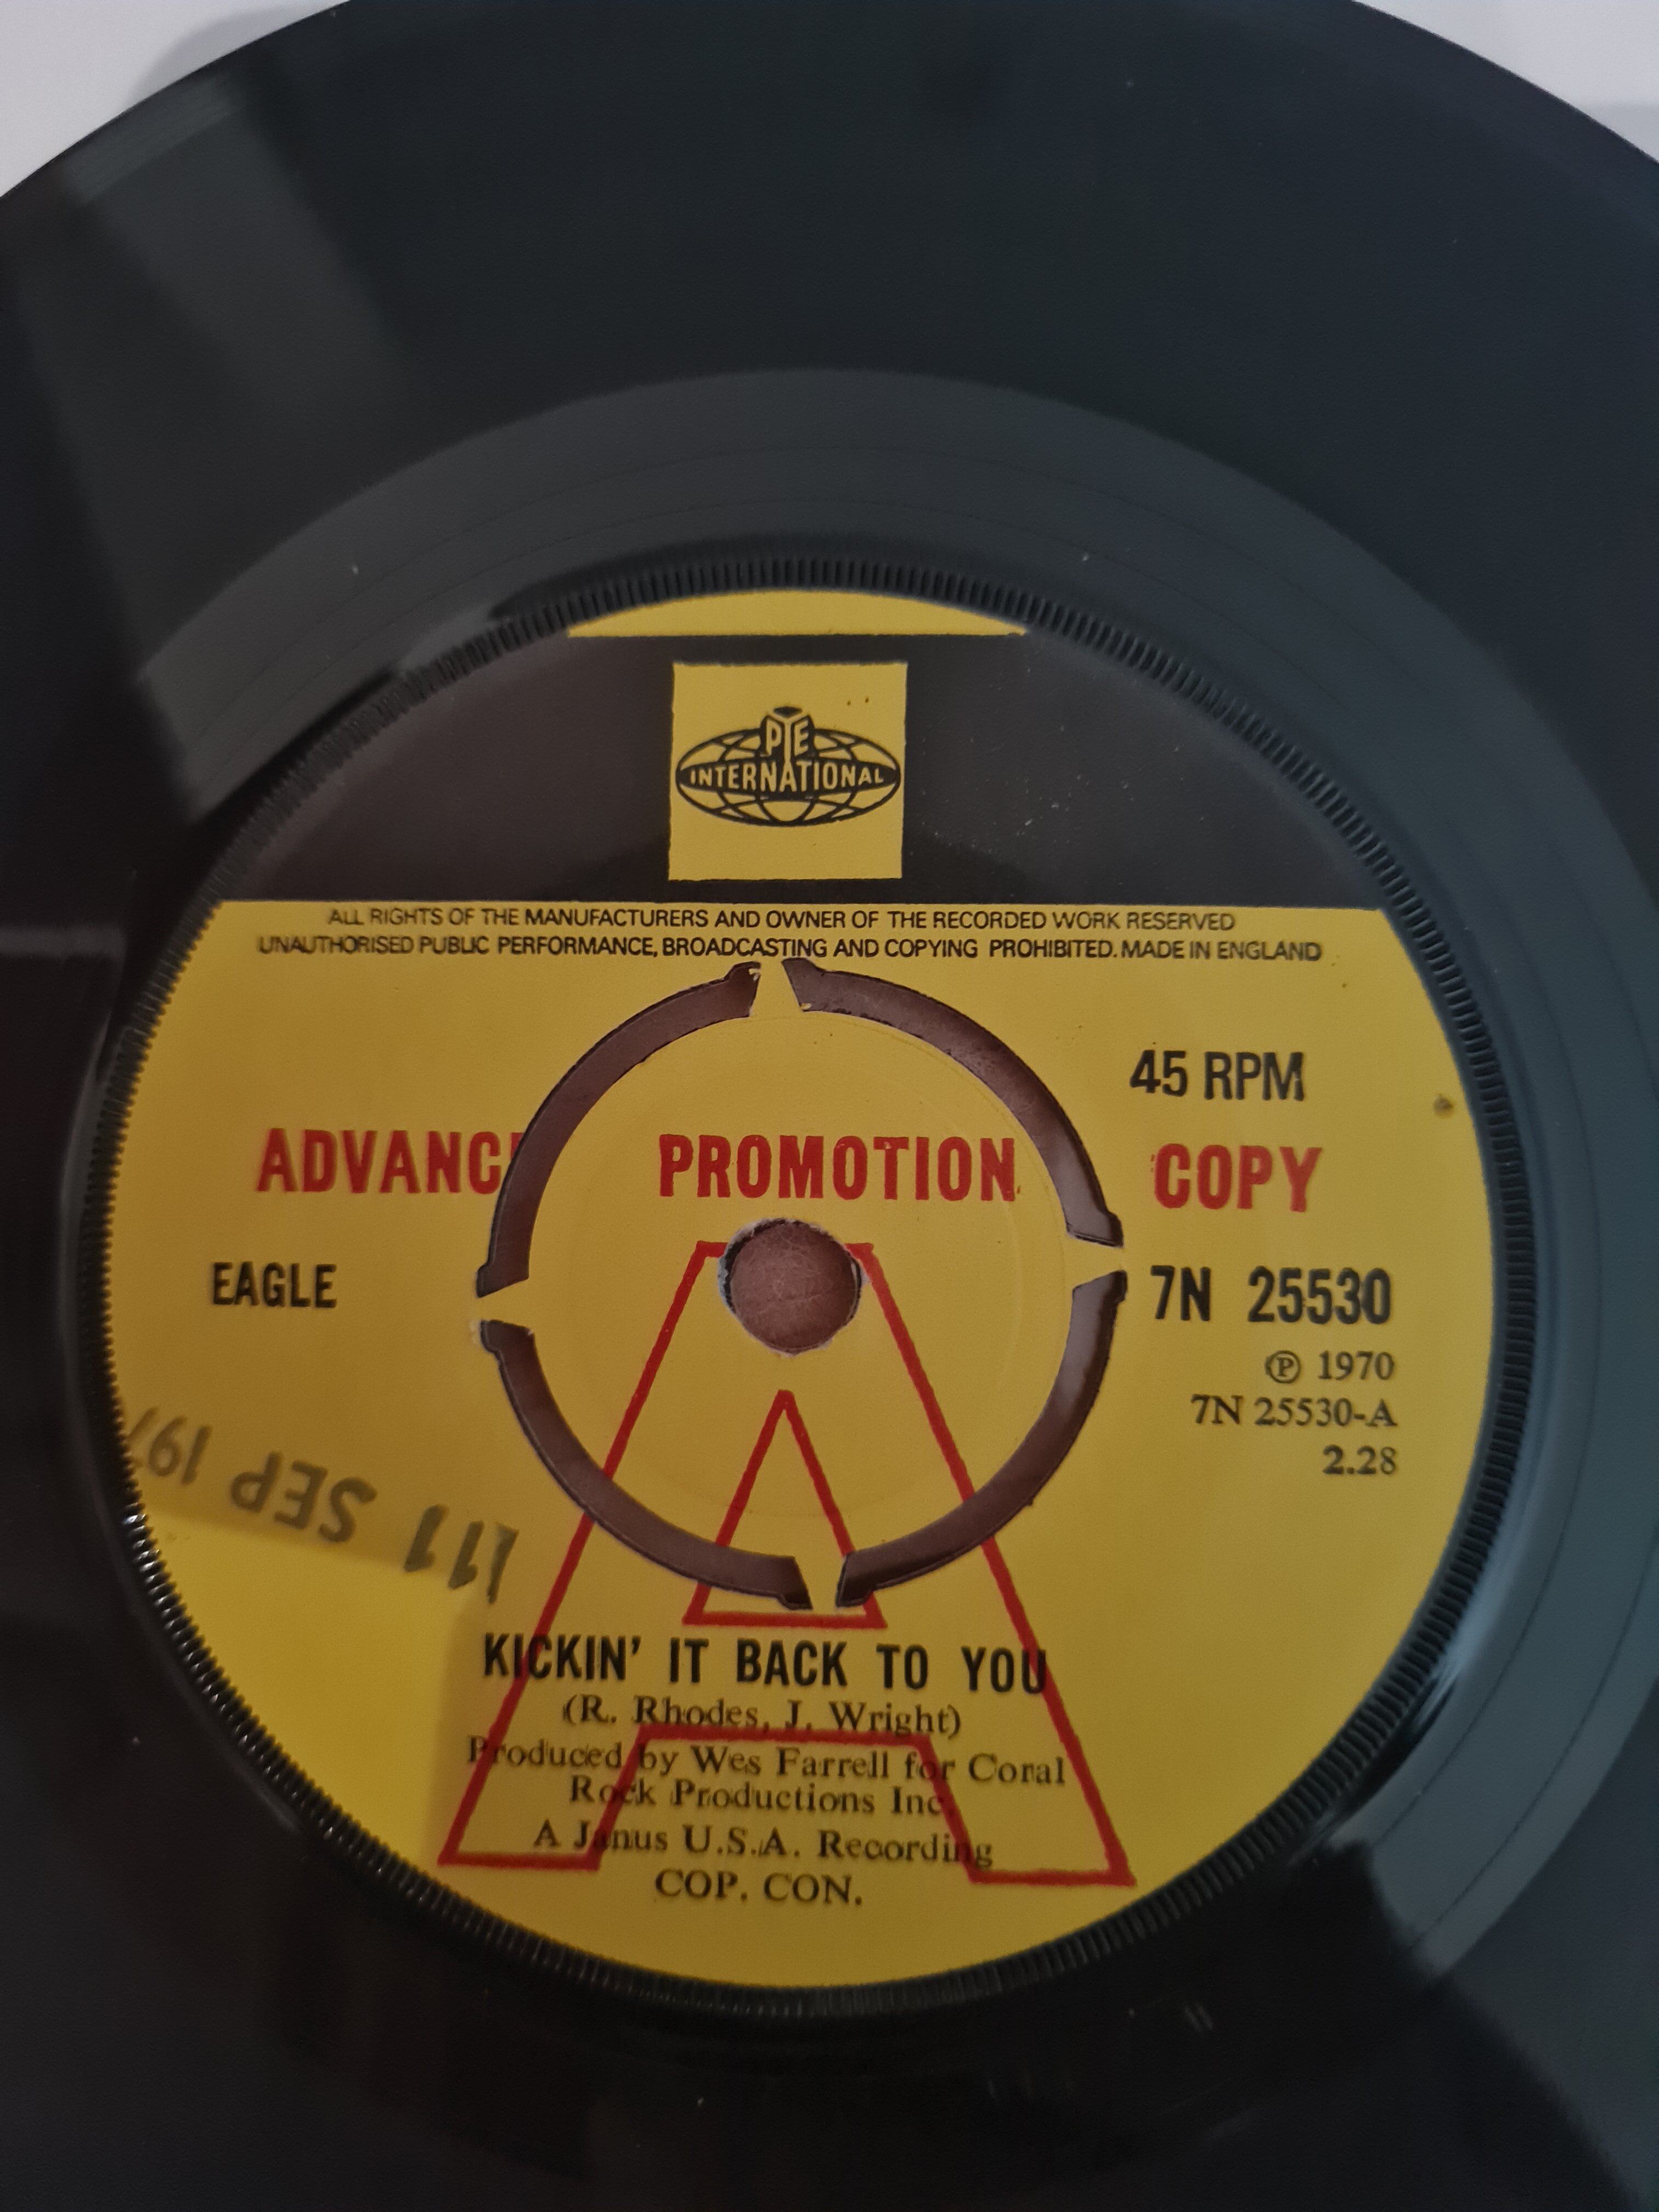 PYE
INTERNATIONAL
ALL RIGHTS OF THE MANUFACTURERS AND OWNER OF THE RECORDED WORK RESERVED
UNAUTHORISED PUBLIC PERFORMANCE, BROADCASTING AND COPYING PROHIBITED. MADE IN ENGLAND
45 RPM
ADVANC PROMOTION COPY
EAGLE
7N 25530
℗ 1970
7N 25530-A
2.28
11 SEP 197
A
KICKIN' IT BACK TO YOU
(R. Rhodes, J. Wright)
Produced by Wes Farrell for Coral
Rock Productions Inc.
A Janus U.S.A. Recording
COP. CON.